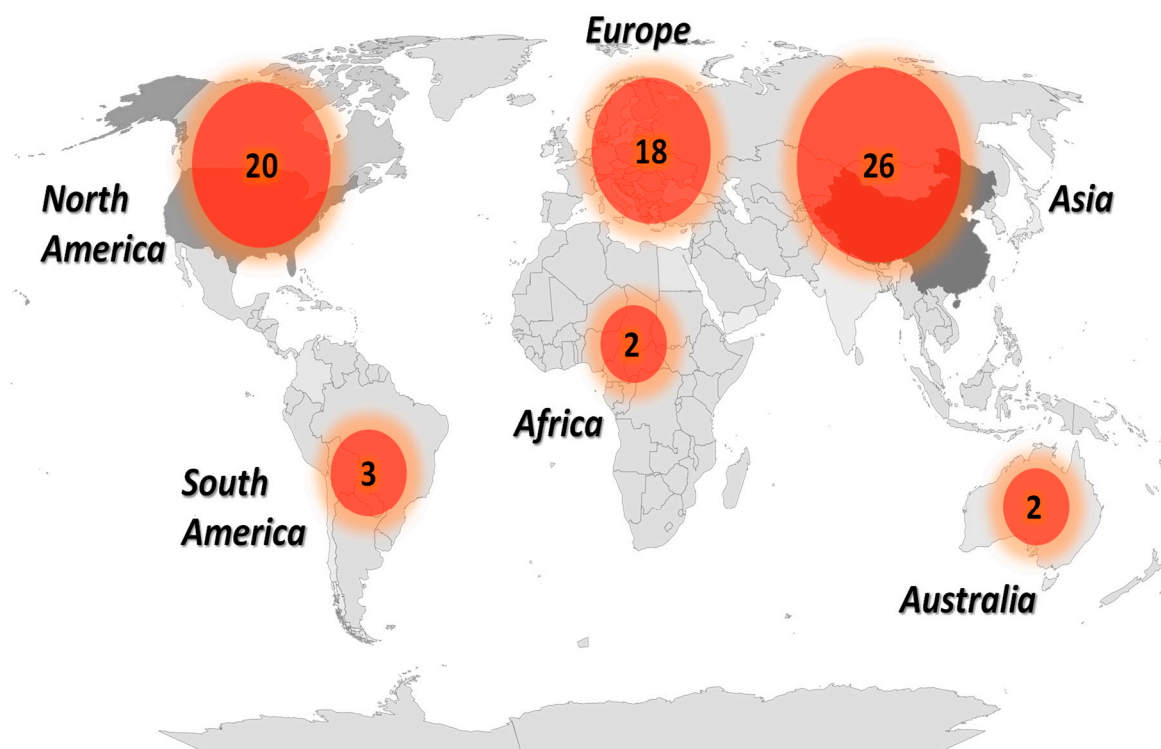 Europe
20
18
26
North
America
Asia
2
Africa
3
South
America
2
Australia